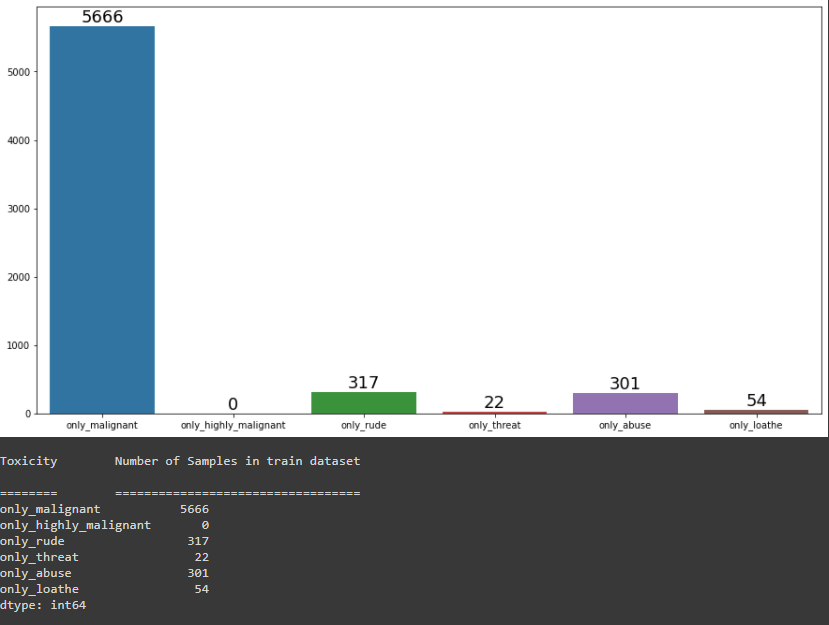 5666
5000
4000
3000
2000
1000
0
0
317
22
301
54
only_malignant only_highly_malignant only_rude only_threat only_abuse only_loathe
Toxicity Number of Samples in train dataset
======== ==================================
only_malignant 5666
only_highly_malignant 0
only_rude 317
only_threat 22
only_abuse 301
only_loathe 54
dtype: int64